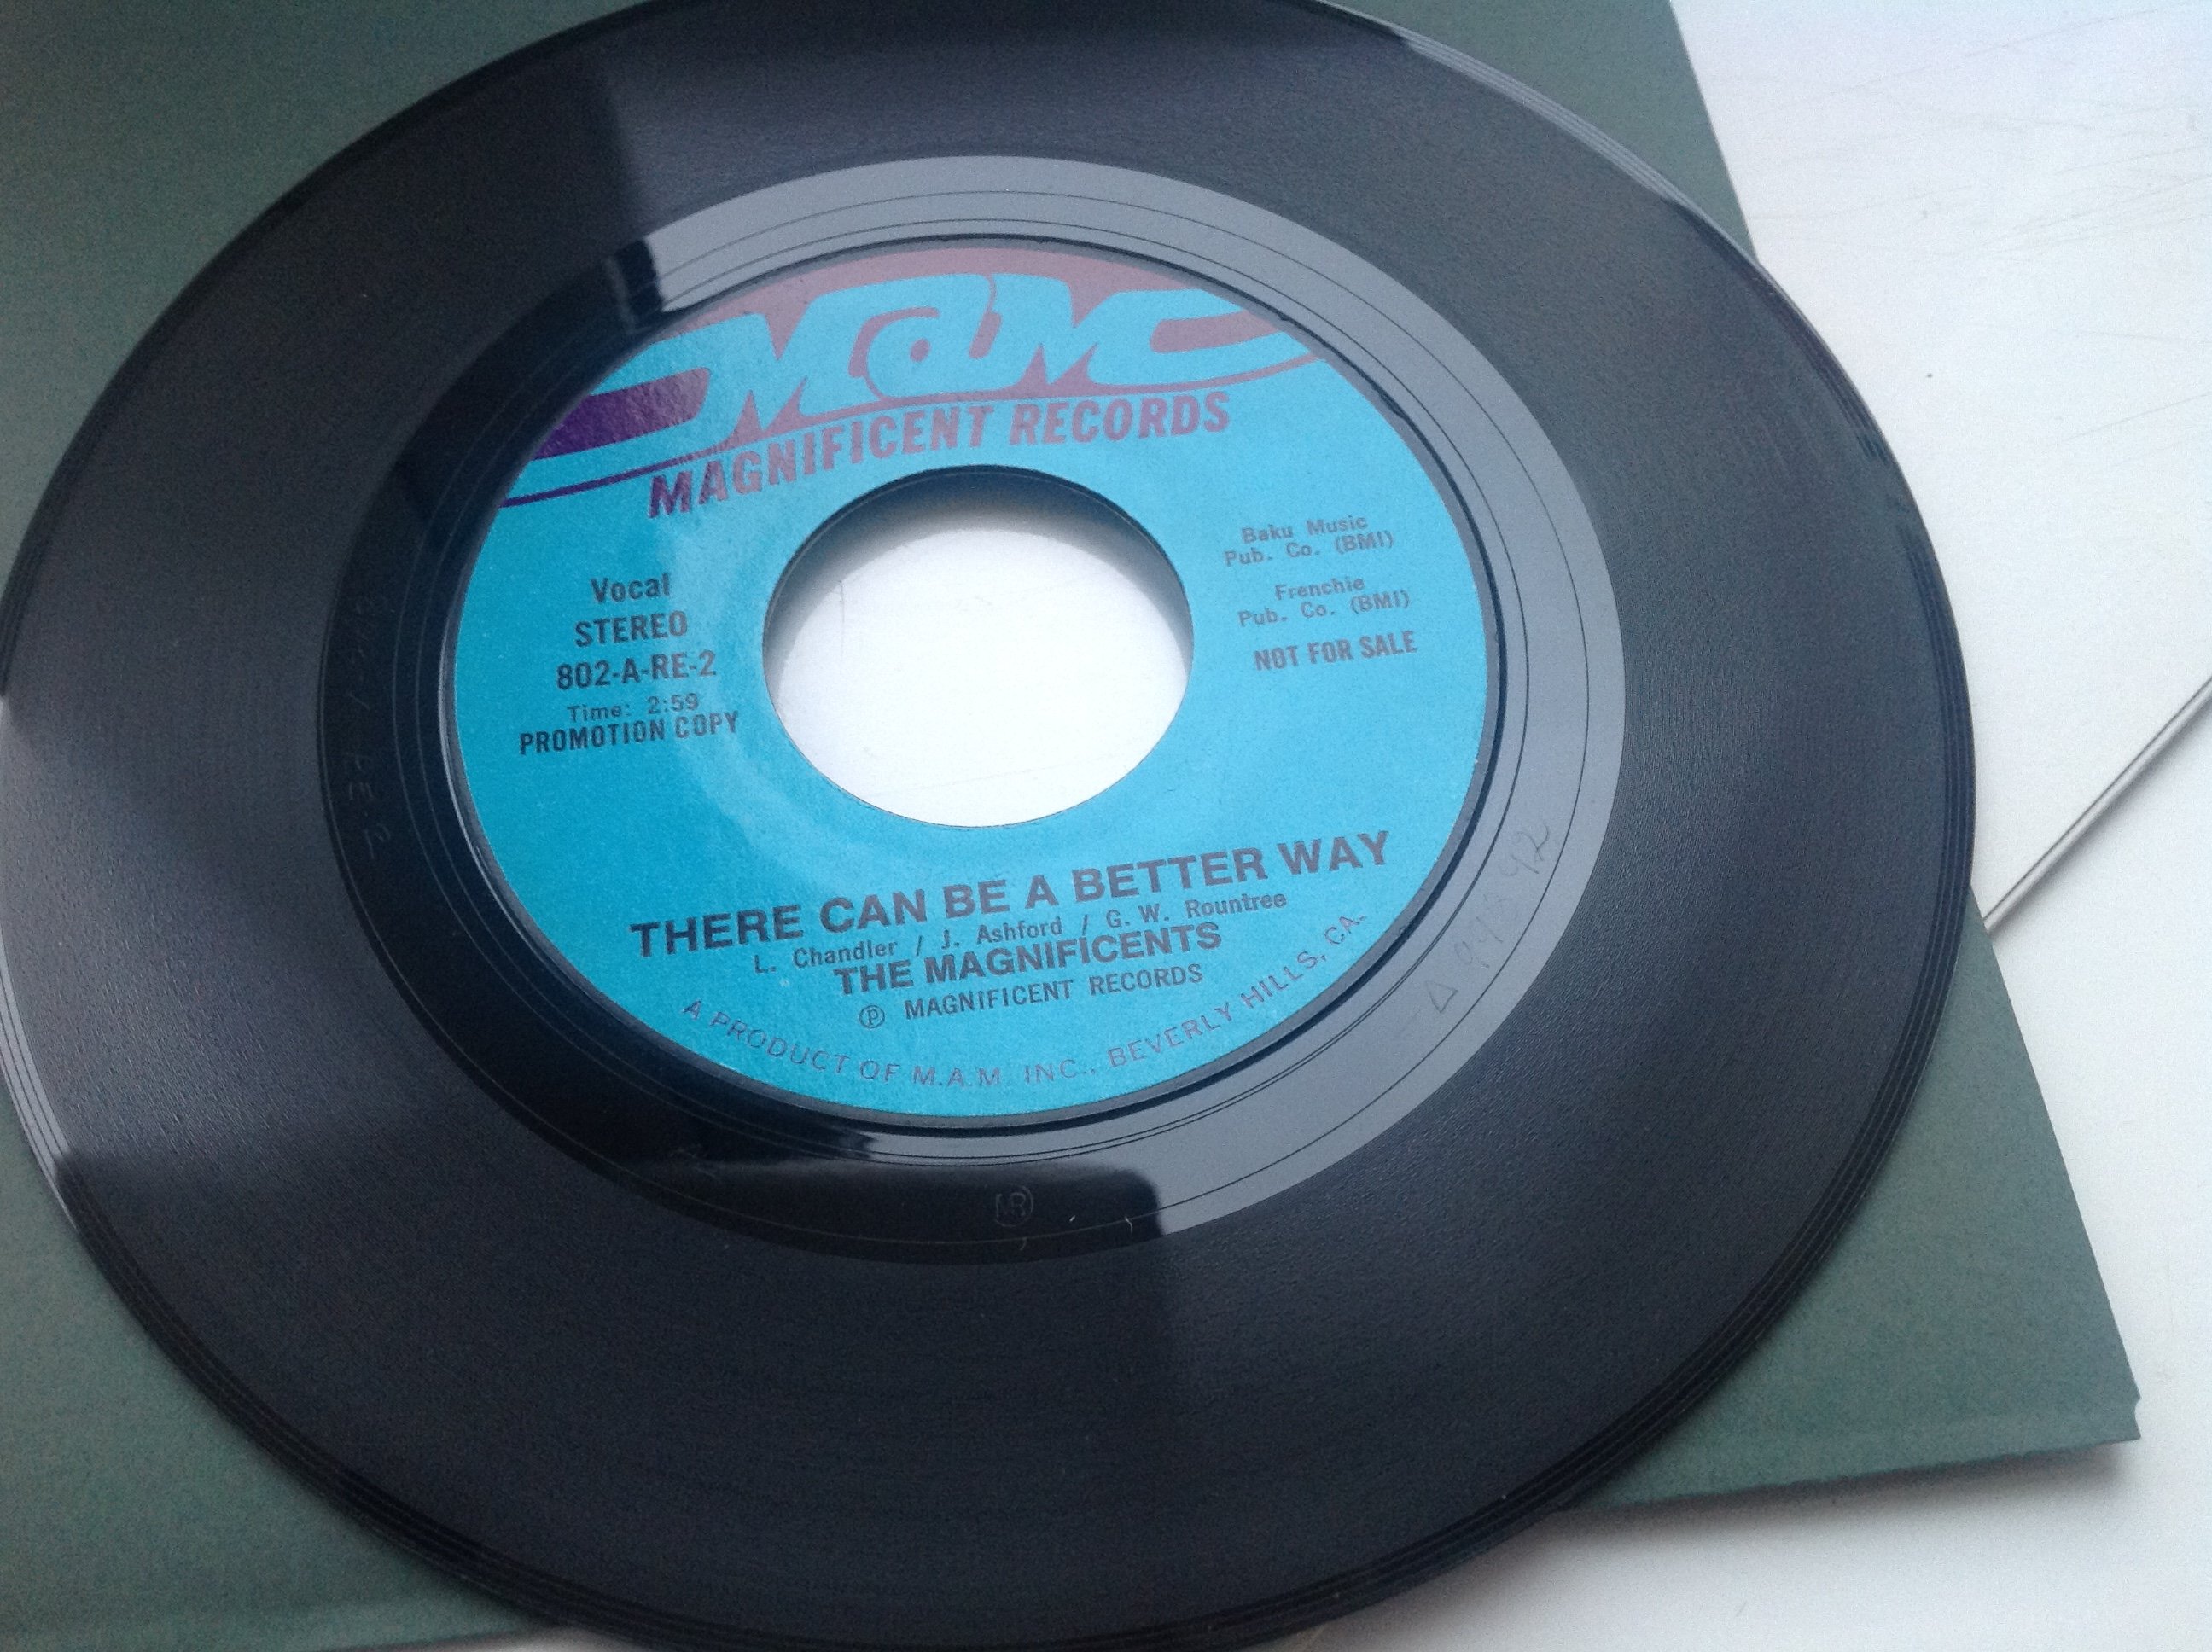 MaM
MAGNIFICENT RECORDS
Vocal
STEREO
802-A-RE-2
Time: 2:59
PROMOTION COPY
Baku Music
Pub. Co. (BMI)
Frenchie
Pub. Co. (BMI)
NOT FOR SALE
THERE CAN BE A BETTER WAY
L. Chandler / J. Ashford / G. W. Rountree
THE MAGNIFICENTS
Ⓟ MAGNIFICENT RECORDS
A PRODUCT OF M.A.M. INC., BEVERLY HILLS, CA.
MR